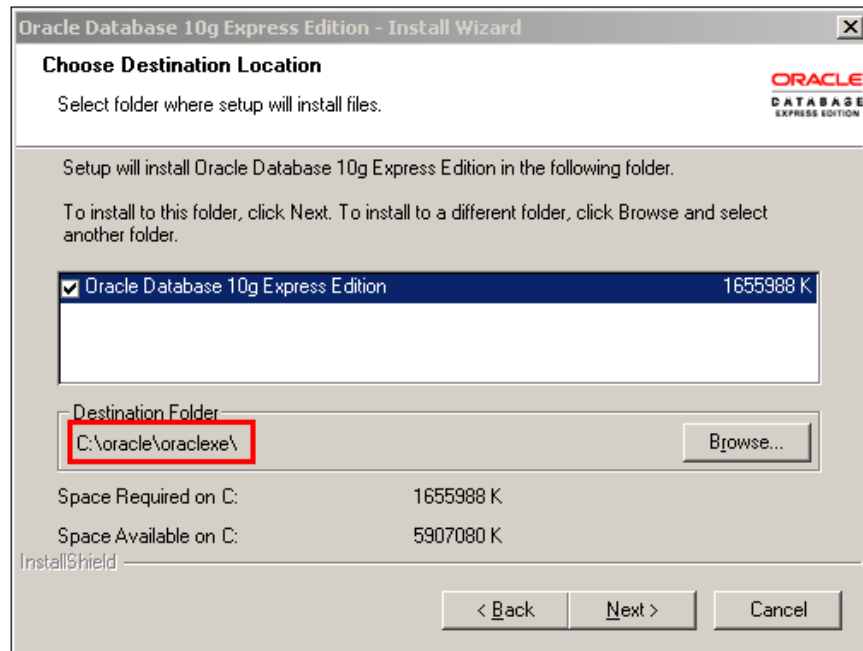 Oracle Database 10g Express Edition - Install Wizard
Choose Destination Location
Select folder where setup will install files.
ORACLE
DATABASE
EXPRESS EDITION
Setup will install Oracle Database 10g Express Edition in the following folder.
To install to this folder, click Next. To install to a different folder, click Browse and select
another folder.
Oracle Database 10g Express Edition 1655988 K
Destination Folder
C:\oracle\oraclexe\
Browse...
Space Required on C: 1655988 K
Space Available on C: 5907080 K
InstallShield
< Back Next > Cancel